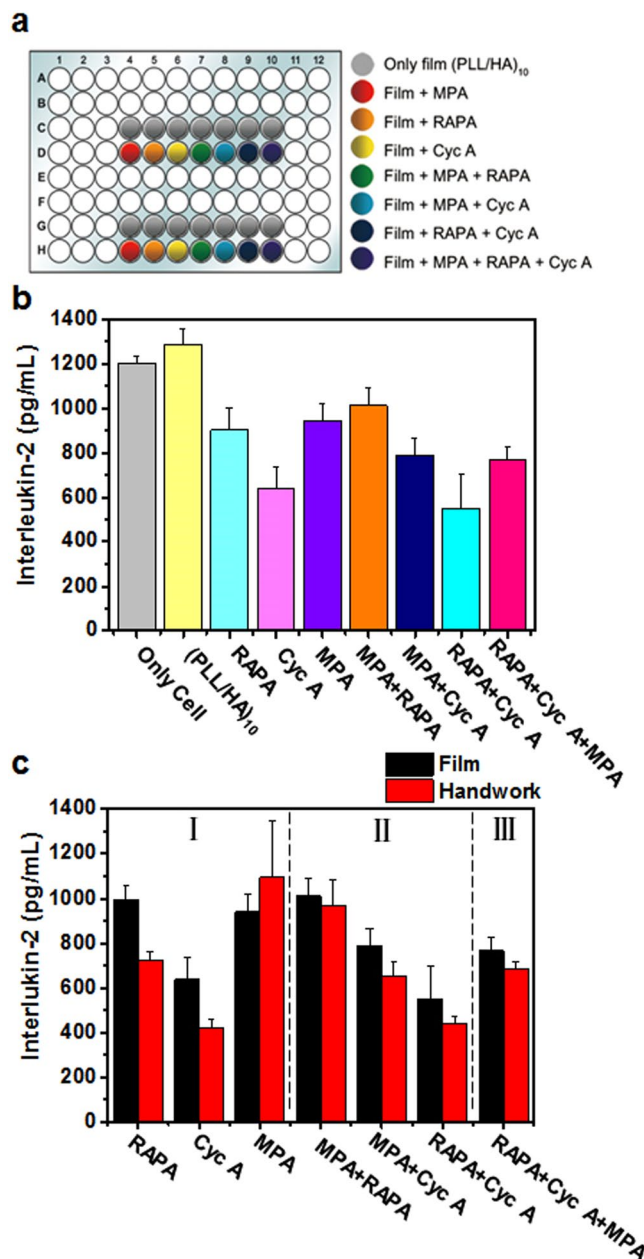 a
1 2 3 4 5 6 7 8 9 10 11 12
A
B
C
D
E
F
G
H
Only film (PLL/HA)₁₀
Film + MPA
Film + RAPA
Film + Cyc A
Film + MPA + RAPA
Film + MPA + Cyc A
Film + RAPA + Cyc A
Film + MPA + RAPA + Cyc A
b
Interleukin-2 (pg/mL)
1400
1200
1000
800
600
400
200
0
Only Cell
(PLL/HA)₁₀
RAPA
Cyc A
MPA
MPA+RAPA
MPA+Cyc A
RAPA+Cyc A
RAPA+Cyc A+MPA
c
Film
Handwork
Interlukin-2 (pg/mL)
1400
1200
1000
800
600
400
200
0
I
II
III
RAPA
Cyc A
MPA
MPA+RAPA
MPA+Cyc A
RAPA+Cyc A
RAPA+Cyc A+MPA